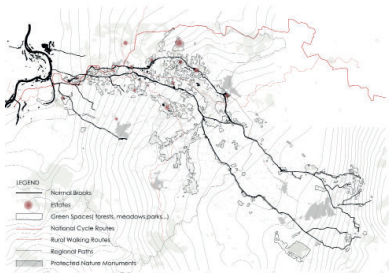 LEGEND
Normal Brooks
Estates
Green Spaces( forests, meadows,parks...)
National Cycle Routes
Rural Walking Routes
Regional Paths
Protected Nature Monuments